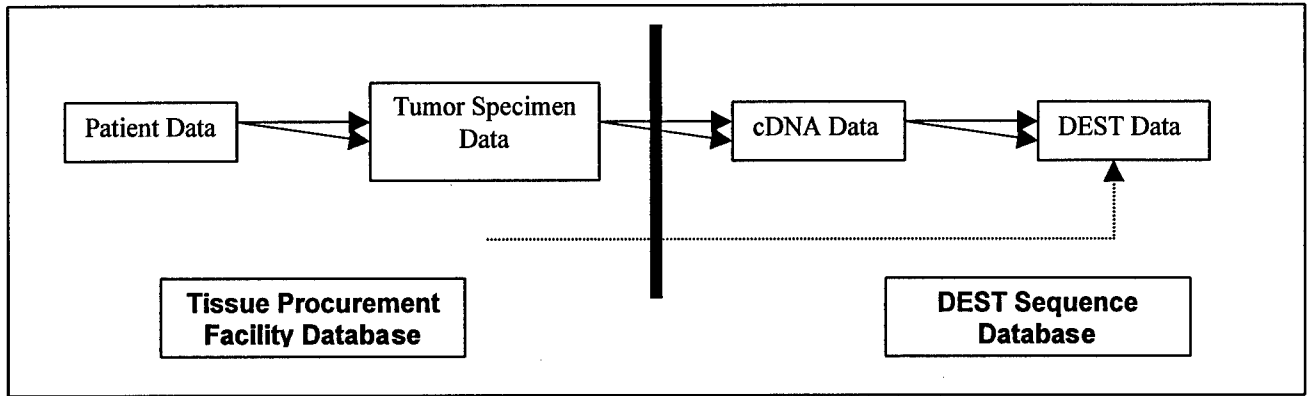 Patient Data
Tumor Specimen
Data
cDNA Data
DEST Data
Tissue Procurement
Facility Database
DEST Sequence
Database